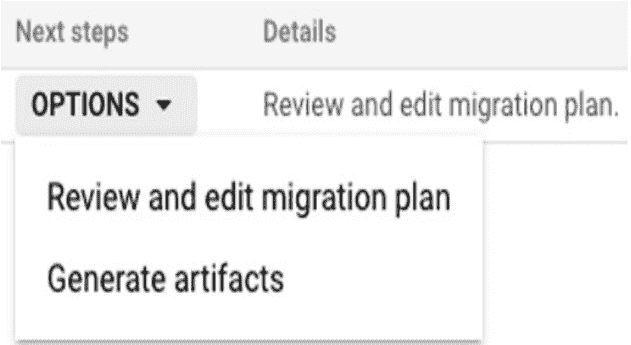 Next steps Details
OPTIONS Review and edit migration plan.
Review and edit migration plan
Generate artifacts